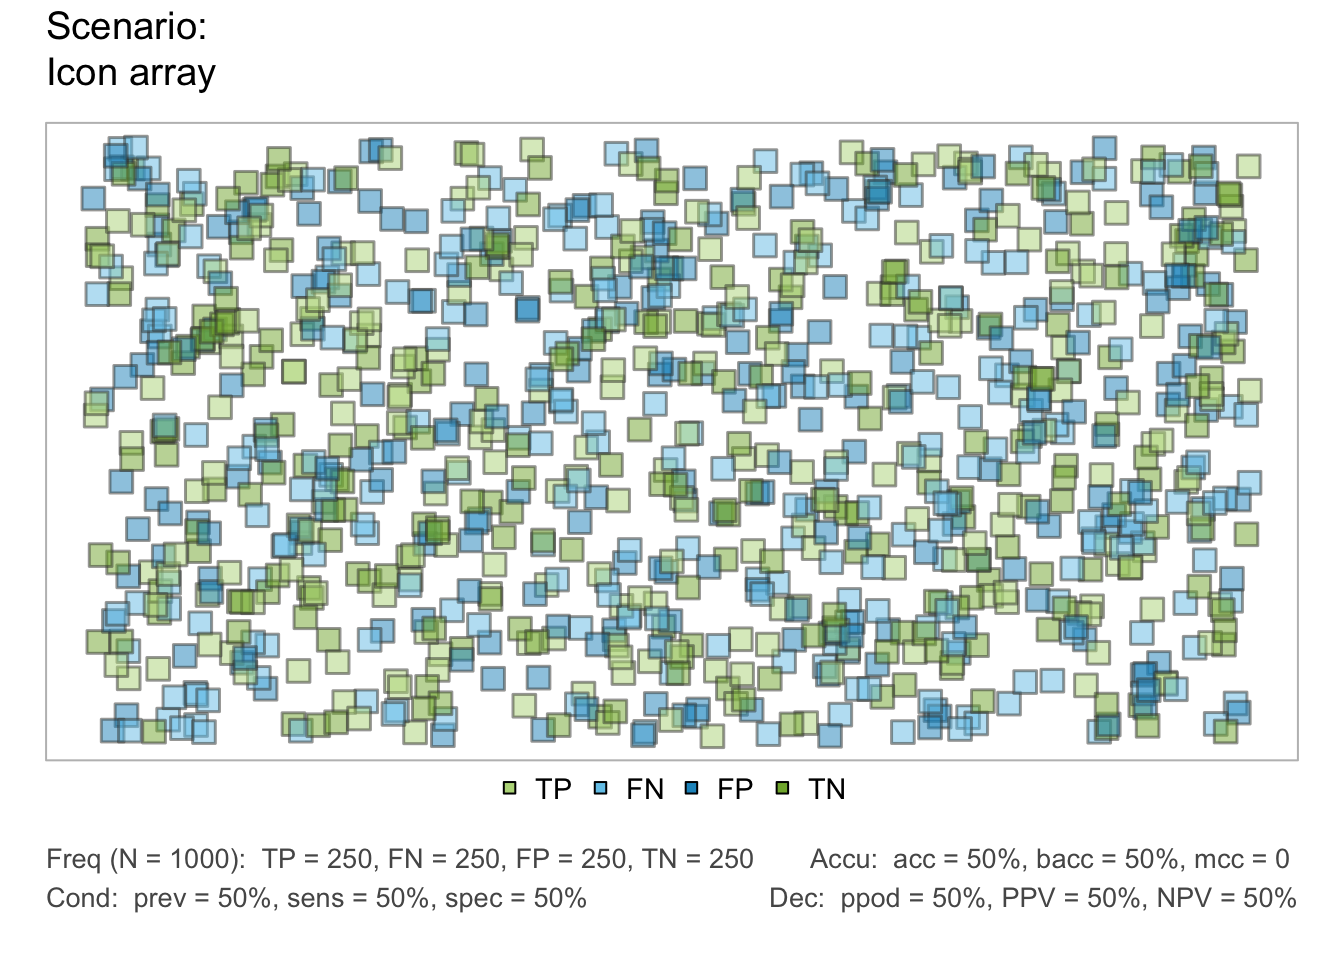 Scenario:
Icon array
TP FN FP TN
Freq (N = 1000):  TP = 250, FN = 250, FP = 250, TN = 250 Accu:  acc = 50%, bacc = 50%, mcc = 0
Cond:  prev = 50%, sens = 50%, spec = 50% Dec:  ppod = 50%, PPV = 50%, NPV = 50%